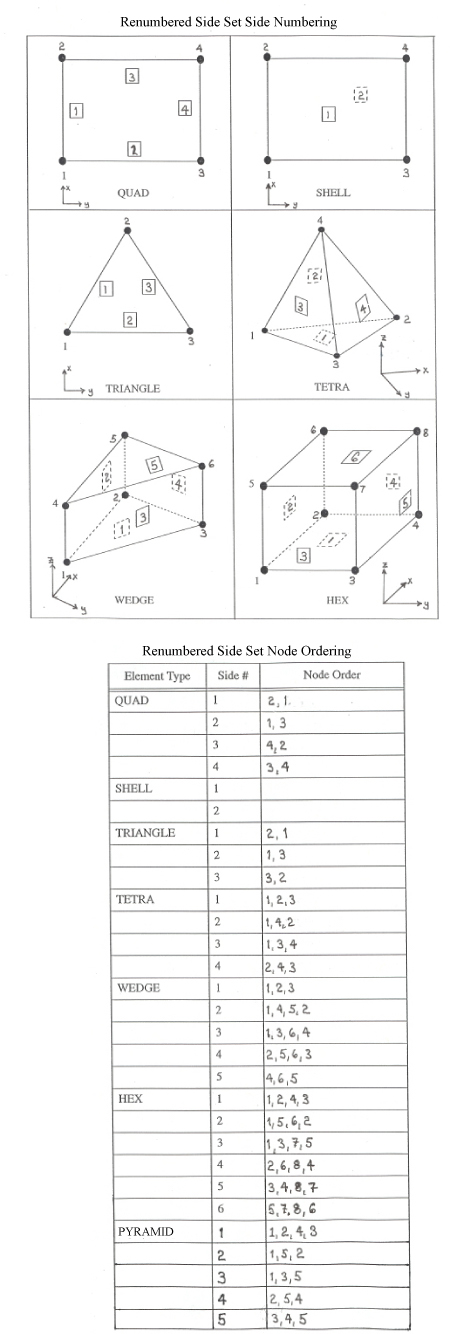 Renumbered Side Set Side Numbering
2 4
3
1 4
2
1 3
x
y
QUAD
2 4
2
1
1 3
x
y
SHELL
2
1 3
2
1 3
x
y
TRIANGLE
4
2
3 4
2
1 1
3
z
x
y
TETRA
5
6
2 5
4
2
4
1 3
3
1
z
x
y
WEDGE
6 8
6
5 7
4
2 5
2
4
1
3
1 3
z
x
y
HEX
Renumbered Side Set Node Ordering
Element Type Side # Node Order
QUAD 1 2, 1
2 1, 3
3 4, 2
4 3, 4
SHELL 1
2
TRIANGLE 1 2, 1
2 1, 3
3 3, 2
TETRA 1 1, 2, 3
2 1, 4, 2
3 1, 3, 4
4 2, 4, 3
WEDGE 1 1, 2, 3
2 1, 4, 5, 2
3 1, 3, 6, 4
4 2, 5, 6, 3
5 4, 6, 5
HEX 1 1, 2, 4, 3
2 1, 5, 6, 2
3 1, 3, 7, 5
4 2, 6, 8, 4
5 3, 4, 8, 7
6 5, 7, 8, 6
PYRAMID 1 1, 2, 4, 3
2 1, 5, 2
3 1, 3, 5
4 2, 5, 4
5 3, 4, 5